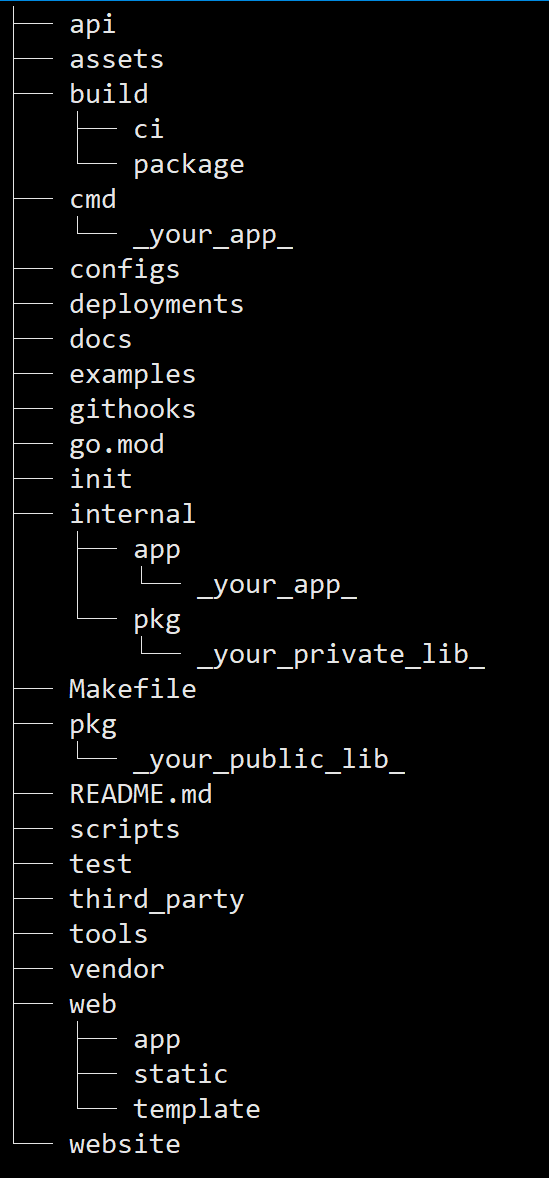 api
assets
build
ci
package
cmd
_your_app_
configs
deployments
docs
examples
githooks
go.mod
init
internal
app
_your_app_
pkg
_your_private_lib_
Makefile
pkg
_your_public_lib_
README.md
scripts
test
third_party
tools
vendor
web
app
static
template
website